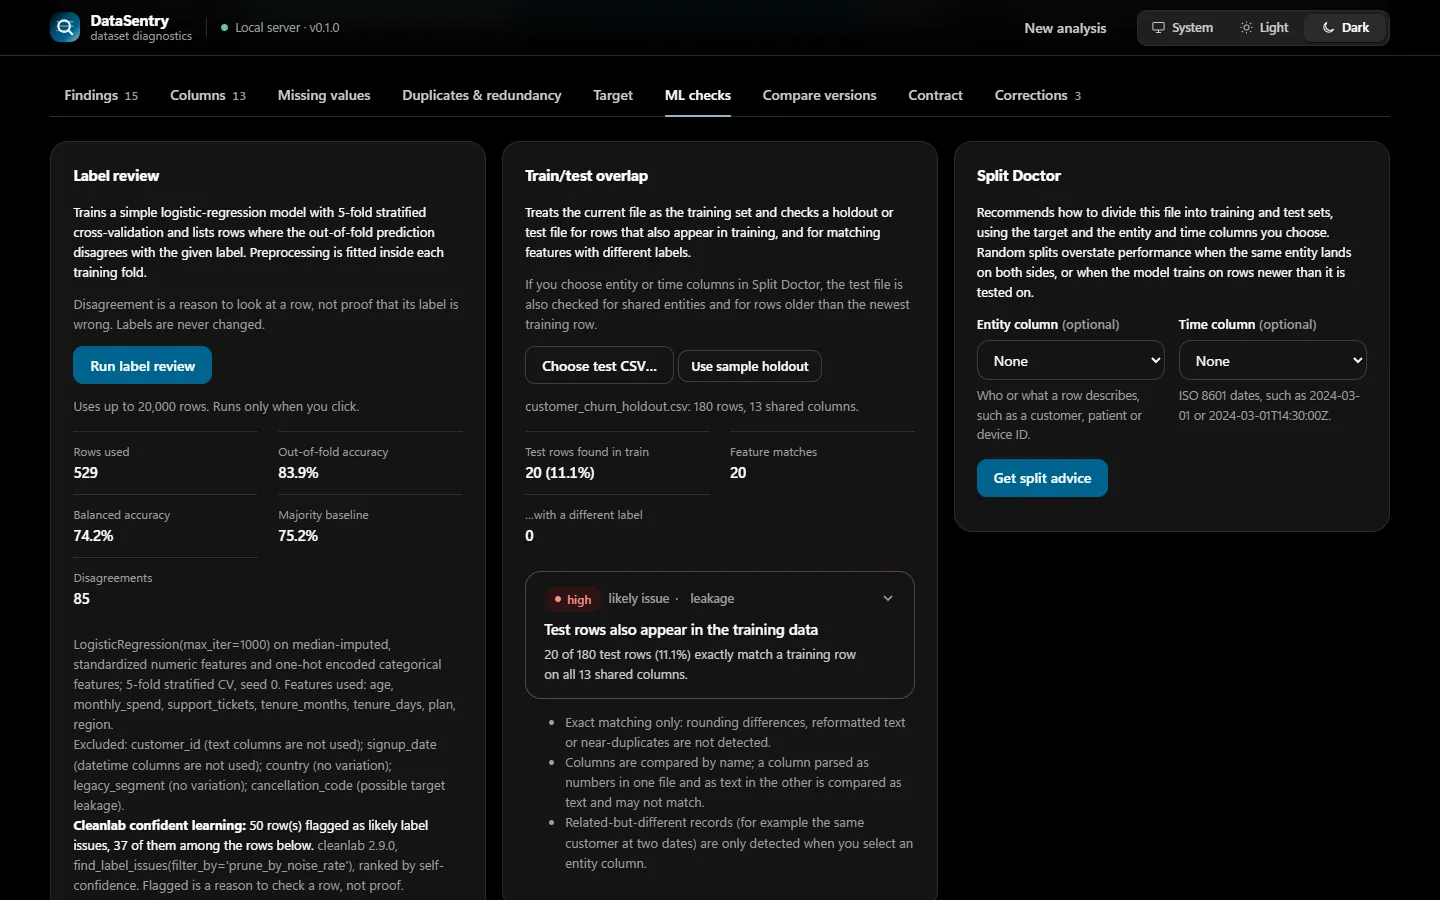 DataSentry
dataset diagnostics
Local server · v0.1.0
New analysis
System
Light
Dark
Findings 15
Columns 13
Missing values
Duplicates & redundancy
Target
ML checks
Compare versions
Contract
Corrections 3
Label review
Trains a simple logistic-regression model with 5-fold stratified
cross-validation and lists rows where the out-of-fold prediction
disagrees with the given label. Preprocessing is fitted inside each
training fold.
Disagreement is a reason to look at a row, not proof that its label is
wrong. Labels are never changed.
Run label review
Uses up to 20,000 rows. Runs only when you click.
Rows used
529
Out-of-fold accuracy
83.9%
Balanced accuracy
74.2%
Majority baseline
75.2%
Disagreements
85
LogisticRegression(max_iter=1000) on median-imputed,
standardized numeric features and one-hot encoded categorical
features; 5-fold stratified CV, seed 0. Features used: age,
monthly_spend, support_tickets, tenure_months, tenure_days, plan,
region.
Excluded: customer_id (text columns are not used); signup_date
(datetime columns are not used); country (no variation);
legacy_segment (no variation); cancellation_code (possible target
leakage).
Cleanlab confident learning: 50 row(s) flagged as likely label
issues, 37 of them among the rows below. cleanlab 2.9.0,
find_label_issues(filter_by='prune_by_noise_rate'), ranked by self-
confidence. Flagged is a reason to check a row, not proof.
Train/test overlap
Treats the current file as the training set and checks a holdout or
test file for rows that also appear in training, and for matching
features with different labels.
If you choose entity or time columns in Split Doctor, the test file is
also checked for shared entities and for rows older than the newest
training row.
Choose test CSV...
Use sample holdout
customer_churn_holdout.csv: 180 rows, 13 shared columns.
Test rows found in train
20 (11.1%)
Feature matches
20
...with a different label
0
high likely issue · leakage
Test rows also appear in the training data
20 of 180 test rows (11.1%) exactly match a training row
on all 13 shared columns.
• Exact matching only: rounding differences, reformatted text
or near-duplicates are not detected.
• Columns are compared by name; a column parsed as
numbers in one file and as text in the other is compared as
text and may not match.
• Related-but-different records (for example the same
customer at two dates) are only detected when you select an
entity column.
Split Doctor
Recommends how to divide this file into training and test sets,
using the target and the entity and time columns you choose.
Random splits overstate performance when the same entity lands
on both sides, or when the model trains on rows newer than it is
tested on.
Entity column (optional)
None
Who or what a row describes,
such as a customer, patient or
device ID.
Time column (optional)
None
ISO 8601 dates, such as 2024-03-
01 or 2024-03-01T14:30:00Z.
Get split advice